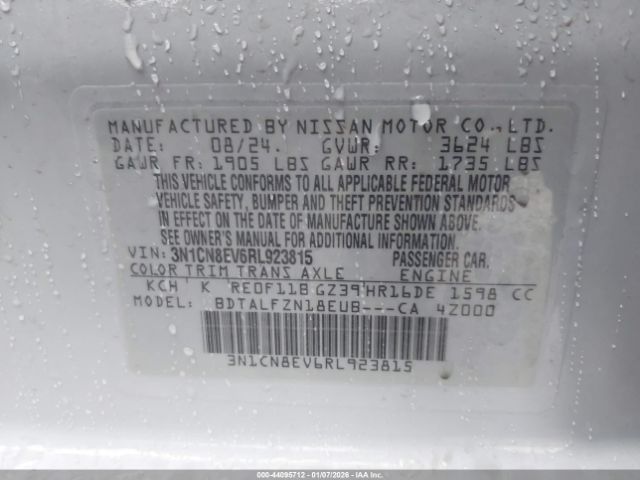 MANUFACTURED BY NISSAN MOTOR CO., LTD.
DATE: 08/24. GVWR: 3624 LBS
GAWR FR: 1905 LBS GAWR RR: 1735 LBS
THIS VEHICLE CONFORMS TO ALL APPLICABLE FEDERAL MOTOR
VEHICLE SAFETY, BUMPER AND THEFT PREVENTION STANDARDS
IN EFFECT ON THE DATE OF MANUFACTURE SHOWN ABOVE.
SEE OWNER'S MANUAL FOR ADDITIONAL INFORMATION.
VIN: 3N1CN8EV6RL923815 PASSENGER CAR.
COLOR TRIM TRANS AXLE ENGINE
KCH K RE0F11B GZ39 HR16DE 1598 CC
MODEL: BDTALFZN18EUB---CA 4Z000
3N1CN8EV6RL923815
000-44095712 - 01/07/2026 - IAAI.COM